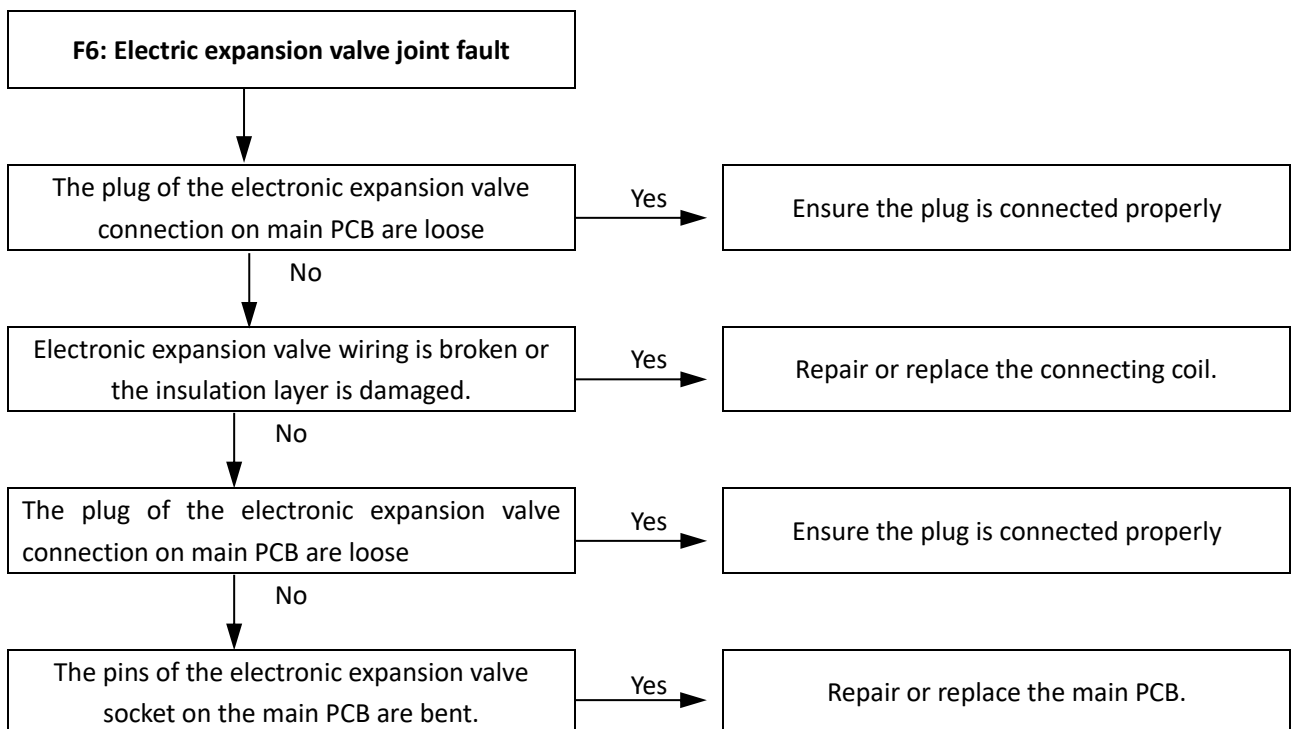 F6: Electric expansion valve joint fault
The plug of the electronic expansion valve
connection on main PCB are loose
Yes
Ensure the plug is connected properly
No
Electronic expansion valve wiring is broken or
the insulation layer is damaged.
Yes
Repair or replace the connecting coil.
No
The plug of the electronic expansion valve
connection on main PCB are loose
Yes
Ensure the plug is connected properly
No
The pins of the electronic expansion valve
socket on the main PCB are bent.
Yes
Repair or replace the main PCB.